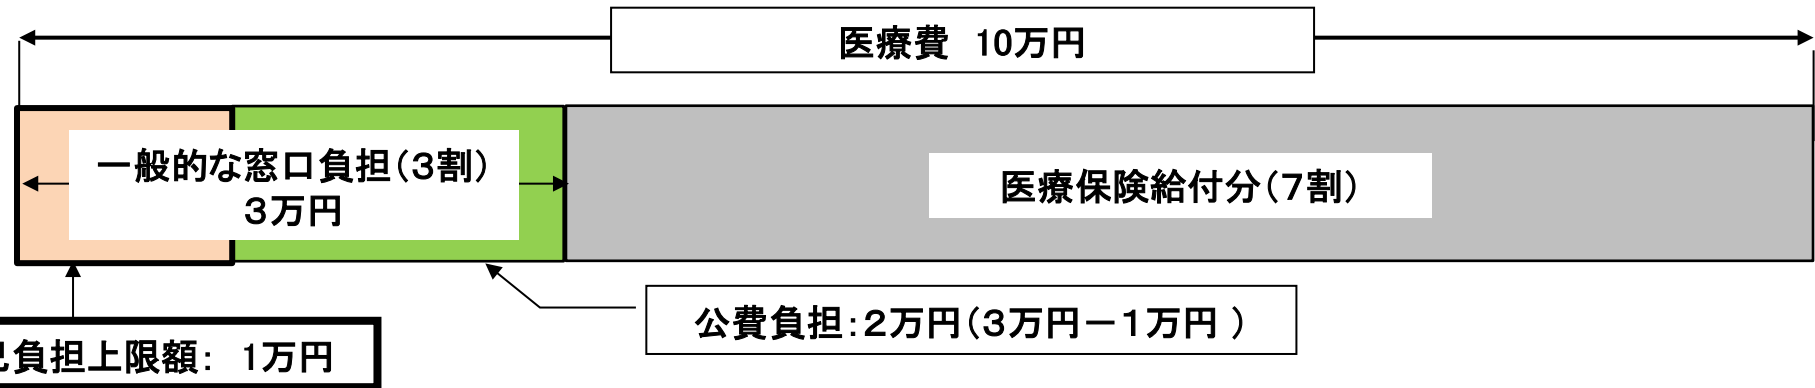 医療費 10万円
一般的な窓口負担(3割)
3万円
医療保険給付分(7割)
公費負担:2万円(3万円-1万円 )
負担上限額: 1万円